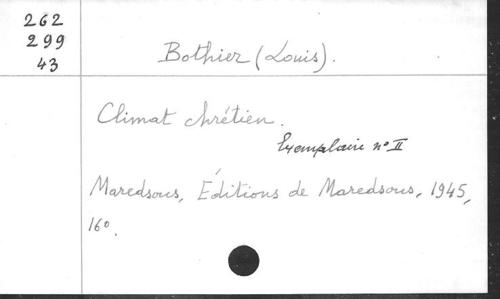 262
299
43
Bothier (Louis).
Climat chrétien.
Exemplaire n° II
Maredsous, Éditions de Maredsous, 1945,
16°.